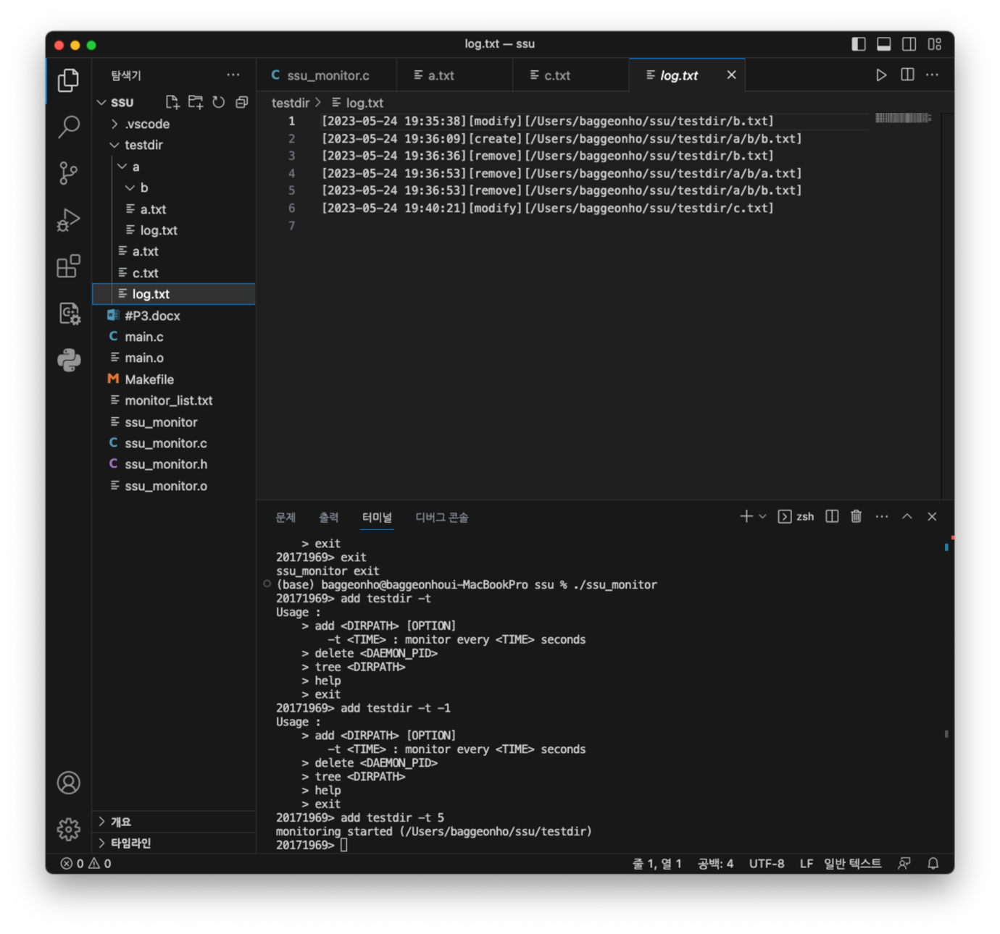 log.txt — ssu
탐색기
SSU
.vscode
testdir
a
b
a.txt
log.txt
a.txt
c.txt
log.txt
#P3.docx
main.c
main.o
Makefile
monitor_list.txt
ssu_monitor
ssu_monitor.c
ssu_monitor.h
ssu_monitor.o
개요
타임라인
ssu_monitor.c a.txt c.txt log.txt
testdir > log.txt
1 [2023-05-24 19:35:38][modify][/Users/baggeonho/ssu/testdir/b.txt]
2 [2023-05-24 19:36:09][create][/Users/baggeonho/ssu/testdir/a/b/b.txt]
3 [2023-05-24 19:36:36][remove][/Users/baggeonho/ssu/testdir/b.txt]
4 [2023-05-24 19:36:53][remove][/Users/baggeonho/ssu/testdir/a/b/a.txt]
5 [2023-05-24 19:36:53][remove][/Users/baggeonho/ssu/testdir/a/b/b.txt]
6 [2023-05-24 19:40:21][modify][/Users/baggeonho/ssu/testdir/c.txt]
7
문제 출력 터미널 디버그 콘솔 zsh
> exit
20171969> exit
ssu_monitor exit
(base) baggeonho@baggeonhoui-MacBookPro ssu % ./ssu_monitor
20171969> add testdir -t
Usage :
> add <DIRPATH> [OPTION]
-t <TIME> : monitor every <TIME> seconds
> delete <DAEMON_PID>
> tree <DIRPATH>
> help
> exit
20171969> add testdir -t -1
Usage :
> add <DIRPATH> [OPTION]
-t <TIME> : monitor every <TIME> seconds
> delete <DAEMON_PID>
> tree <DIRPATH>
> help
> exit
20171969> add testdir -t 5
monitoring started (/Users/baggeonho/ssu/testdir)
20171969>
0 0 줄 1, 열 1 공백: 4 UTF-8 LF 일반 텍스트